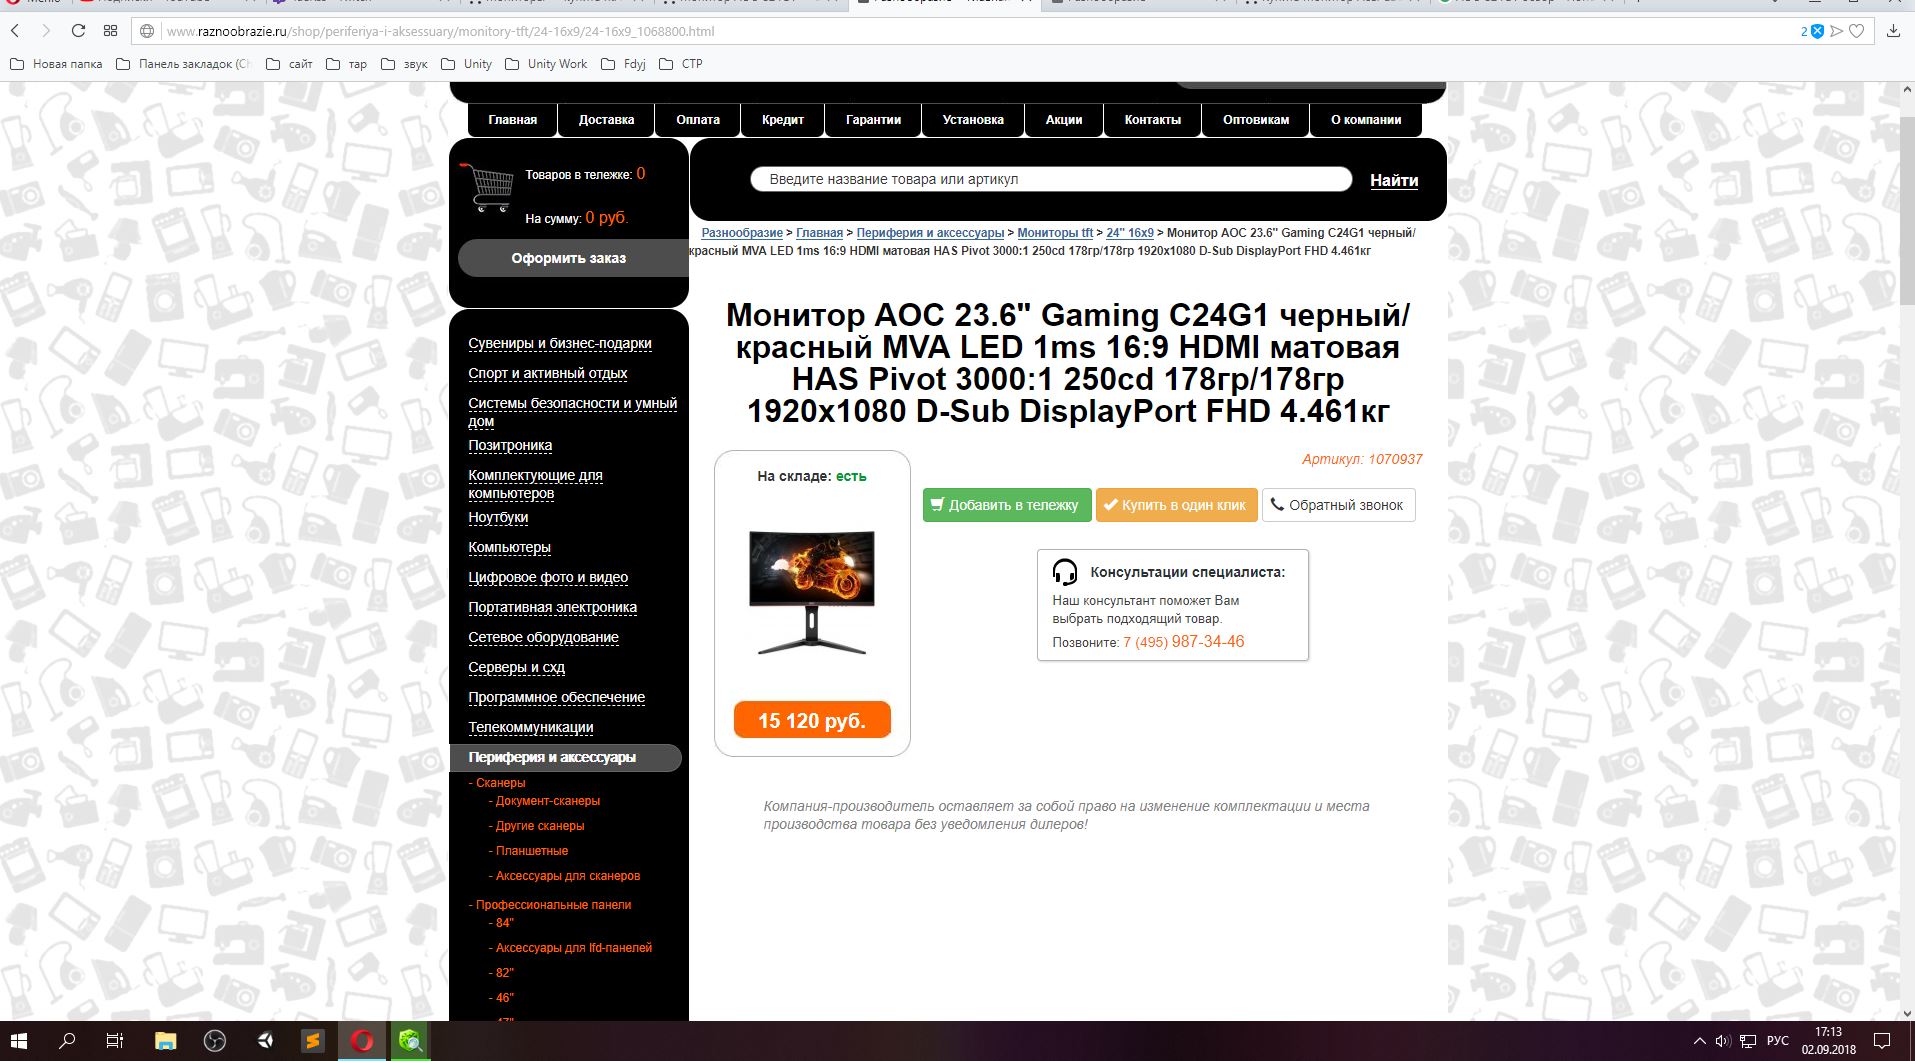 www.raznoobrazie.ru/shop/periferiya-i-aksessuary/monitory-tft/24-16x9/24-16x9_1068800.html
2
Новая папка
Панель закладок (Ch
сайт
тар
звук
Unity
Unity Work
Fdyj
СТР
Главная
Доставка
Оплата
Кредит
Гарантии
Установка
Акции
Контакты
Оптовикам
О компании
Товаров в тележке: 0
На сумму: 0 руб.
Оформить заказ
Введите название товара или артикул
Найти
Разнообразие > Главная > Периферия и аксессуары > Мониторы tft > 24" 16x9 > Монитор AOC 23.6" Gaming C24G1 черный/
красный MVA LED 1ms 16:9 HDMI матовая HAS Pivot 3000:1 250cd 178гр/178гр 1920x1080 D-Sub DisplayPort FHD 4.461кг
Сувениры и бизнес-подарки
Спорт и активный отдых
Системы безопасности и умный
дом
Позитроника
Комплектующие для
компьютеров
Ноутбуки
Компьютеры
Цифровое фото и видео
Портативная электроника
Сетевое оборудование
Серверы и схд
Программное обеспечение
Телекоммуникации
Периферия и аксессуары
- Сканеры
- Документ-сканеры
- Другие сканеры
- Планшетные
- Аксессуары для сканеров
- Профессиональные панели
- 84"
- Аксессуары для lfd-панелей
- 82"
- 46"
- 47"
Монитор AOC 23.6" Gaming C24G1 черный/
красный MVA LED 1ms 16:9 HDMI матовая
HAS Pivot 3000:1 250cd 178гр/178гр
1920x1080 D-Sub DisplayPort FHD 4.461кг
На складе: есть
15 120 руб.
Артикул: 1070937
Добавить в тележку
Купить в один клик
Обратный звонок
Консультации специалиста:
Наш консультант поможет Вам
выбрать подходящий товар.
Позвоните: 7 (495) 987-34-46
Компания-производитель оставляет за собой право на изменение комплектации и места
производства товара без уведомления дилеров!
РУС
17:13
02.09.2018